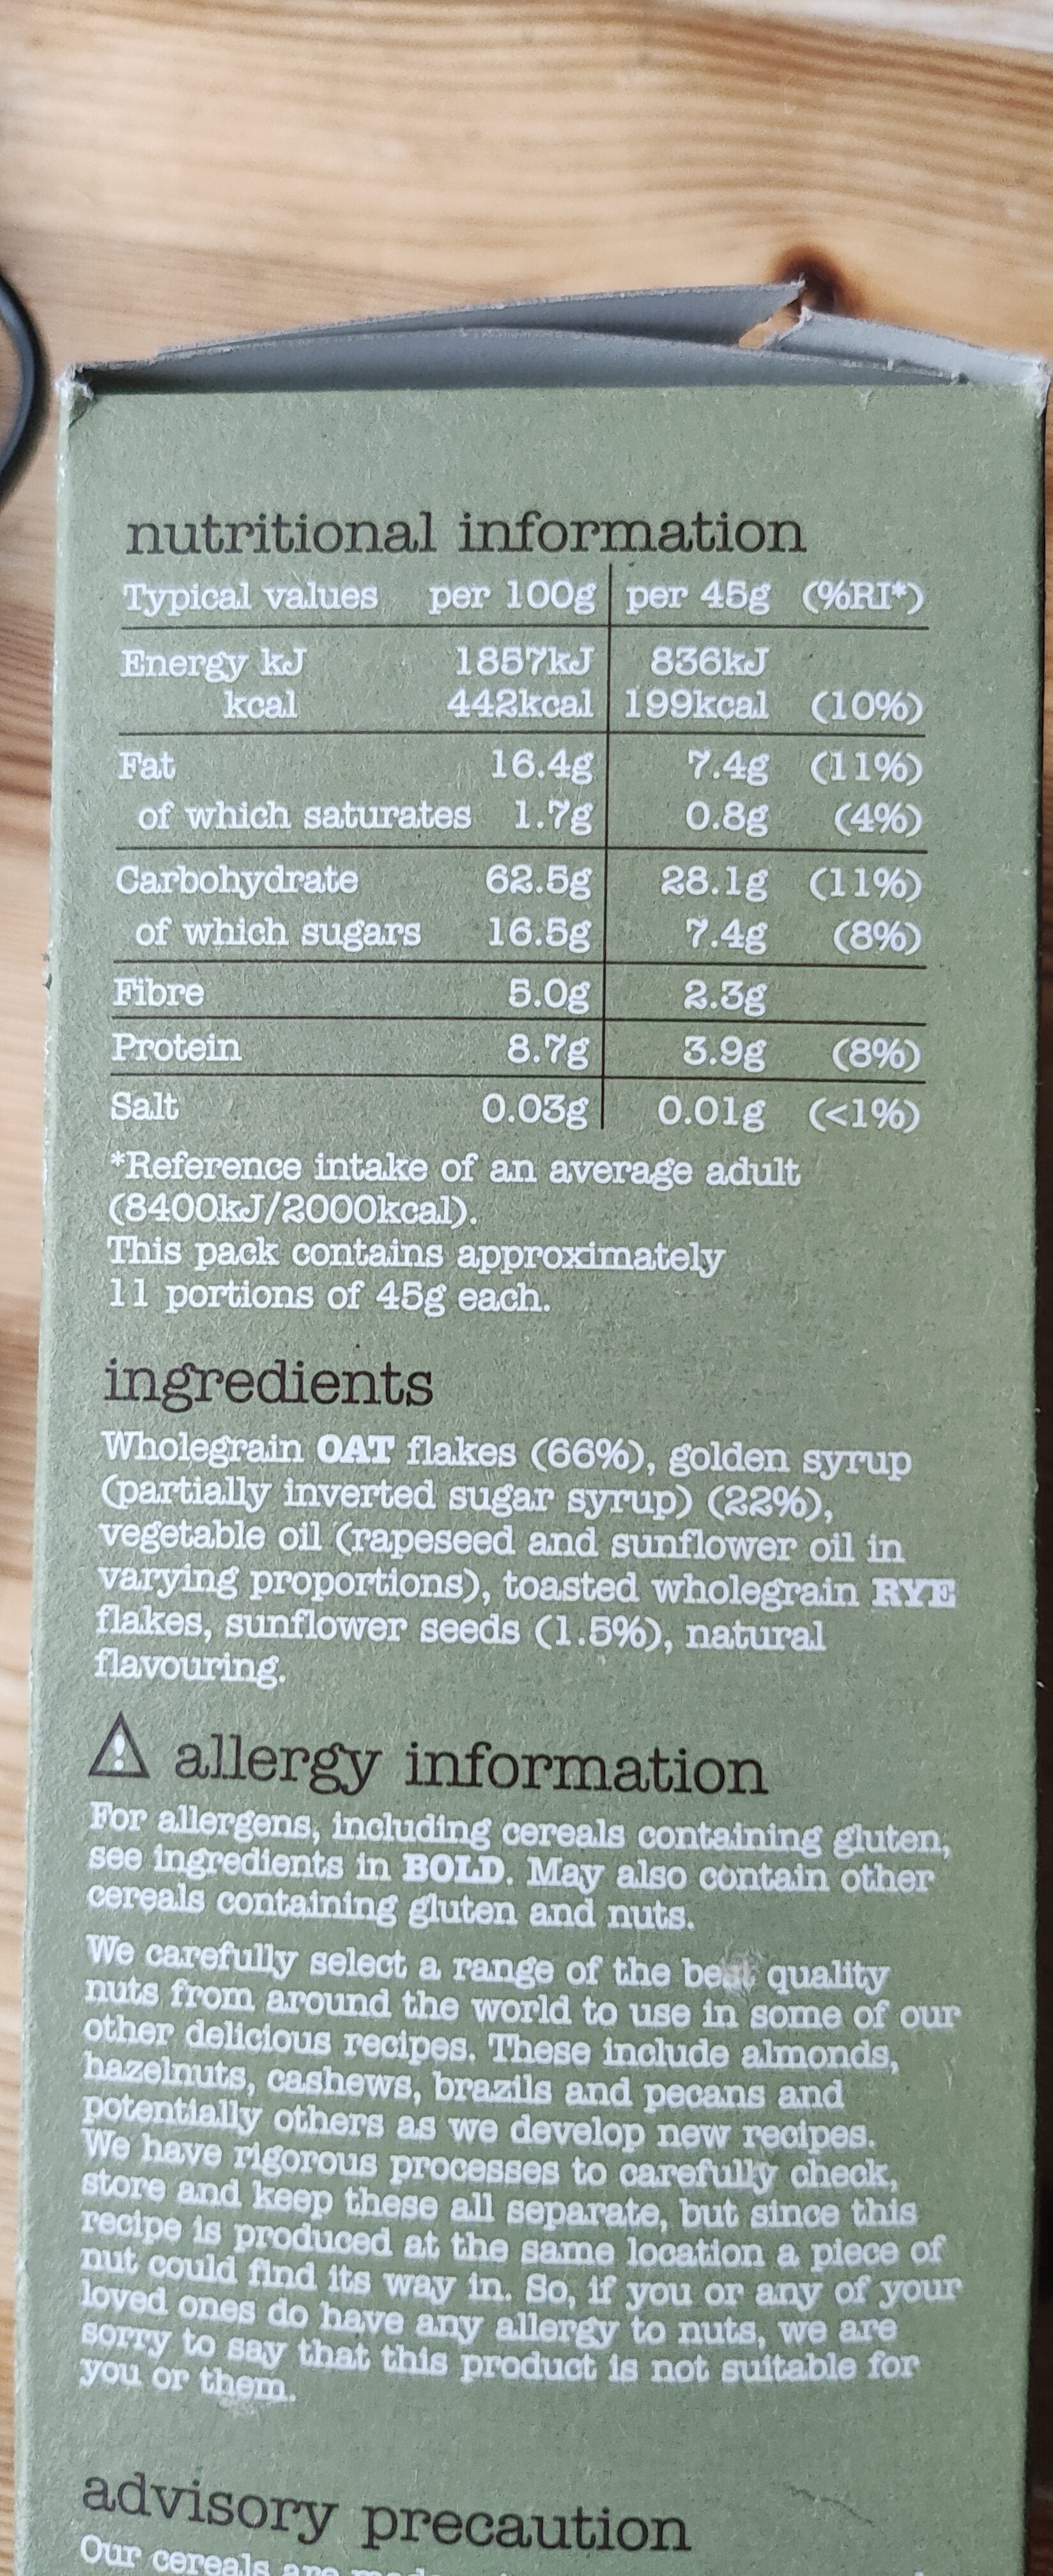 nutritional information
Typical values per 100g per 45g (%RI*)
Energy kJ 1857kJ 836kJ
kcal 442kcal 199kcal (10%)
Fat 16.4g 7.4g (11%)
of which saturates 1.7g 0.8g (4%)
Carbohydrate 62.5g 28.1g (11%)
of which sugars 16.5g 7.4g (8%)
Fibre 5.0g 2.3g
Protein 8.7g 3.9g (8%)
Salt 0.03g 0.01g (<1%)
*Reference intake of an average adult
(8400kJ/2000kcal).
This pack contains approximately
11 portions of 45g each.
ingredients
Wholegrain OAT flakes (66%), golden syrup
(partially inverted sugar syrup) (22%),
vegetable oil (rapeseed and sunflower oil in
varying proportions), toasted wholegrain RYE
flakes, sunflower seeds (1.5%), natural
flavouring.
allergy information
For allergens, including cereals containing gluten,
see ingredients in BOLD. May also contain other
cereals containing gluten and nuts.
We carefully select a range of the best quality
nuts from around the world to use in some of our
other delicious recipes. These include almonds,
hazelnuts, cashews, brazils and pecans and
potentially others as we develop new recipes.
We have rigorous processes to carefully check,
store and keep these all separate, but since this
recipe is produced at the same location a piece of
nut could find its way in. So, if you or any of your
loved ones do have any allergy to nuts, we are
sorry to say that this product is not suitable for
you or them.
advisory precaution
Our cereals are